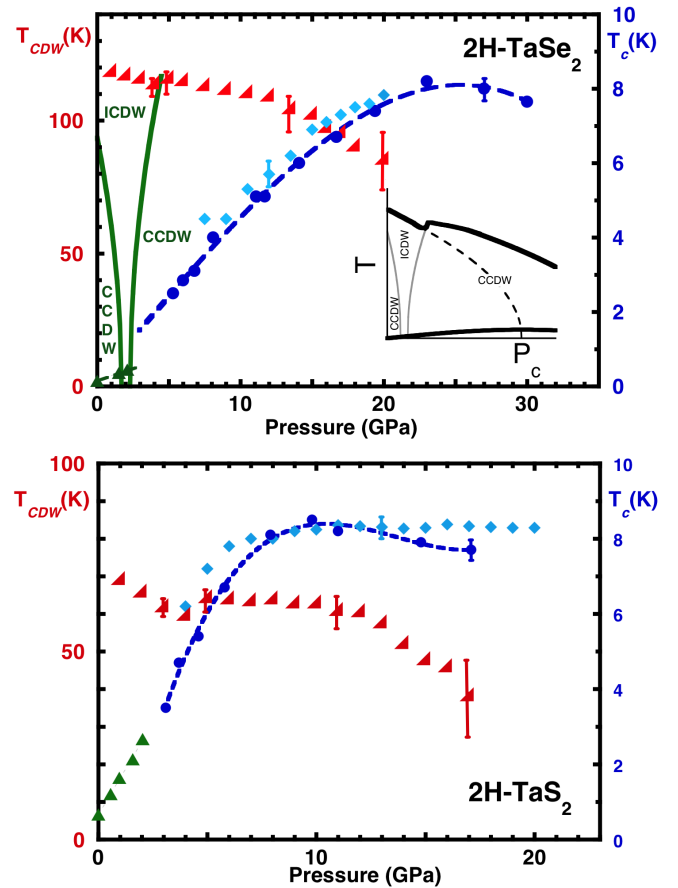 T_CDW(K)
2H-TaSe₂
T_c(K)
10
8
6
4
2
0
100
50
0
ICDW
CCDW
CCDW
T
ICDW
CCDW
CCDW
P_c
0
10
20
30
Pressure (GPa)
100
50
0
T_CDW(K)
T_c(K)
10
8
6
4
2
0
2H-TaS₂
0
10
20
Pressure (GPa)